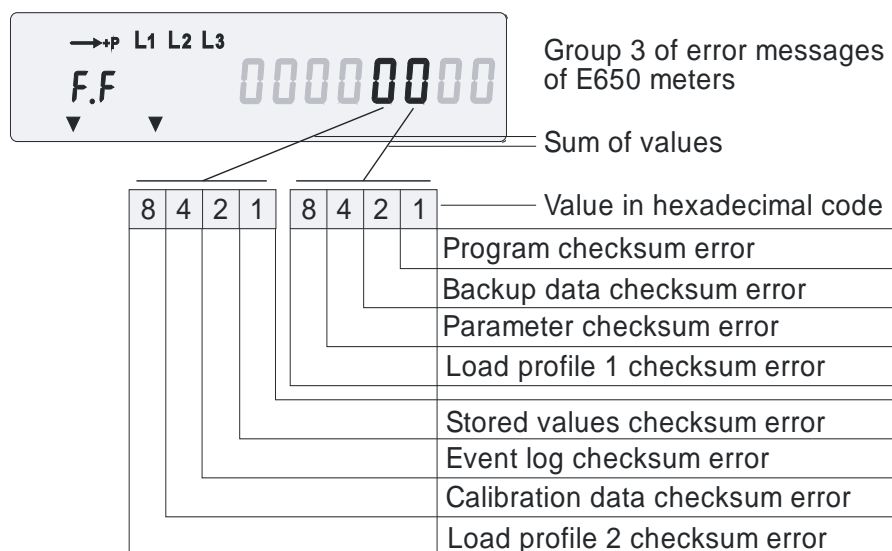 +P L1 L2 L3
F.F 00000000
Group 3 of error messages
of E650 meters
Sum of values
8 4 2 1 8 4 2 1
Value in hexadecimal code
Program checksum error
Backup data checksum error
Parameter checksum error
Load profile 1 checksum error
Stored values checksum error
Event log checksum error
Calibration data checksum error
Load profile 2 checksum error